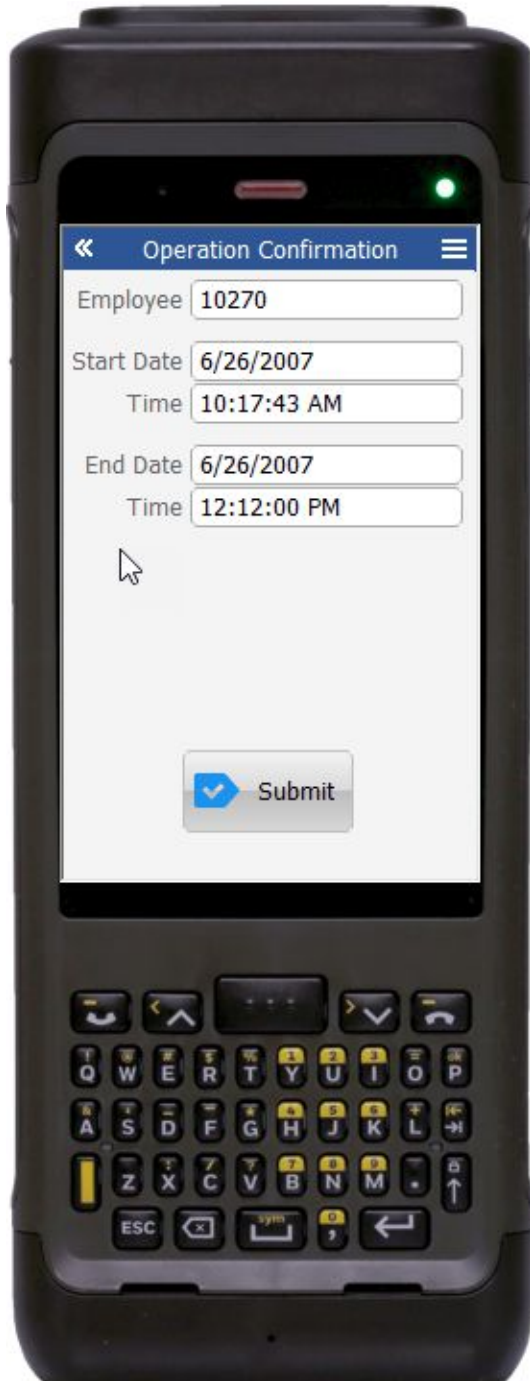 Operation Confirmation
Employee 10270
Start Date 6/26/2007
Time 10:17:43 AM
End Date 6/26/2007
Time 12:12:00 PM
Submit
Q W E R T Y U I O P
A S D F G H J K L
Z X C V B N M .
ESC sym ,